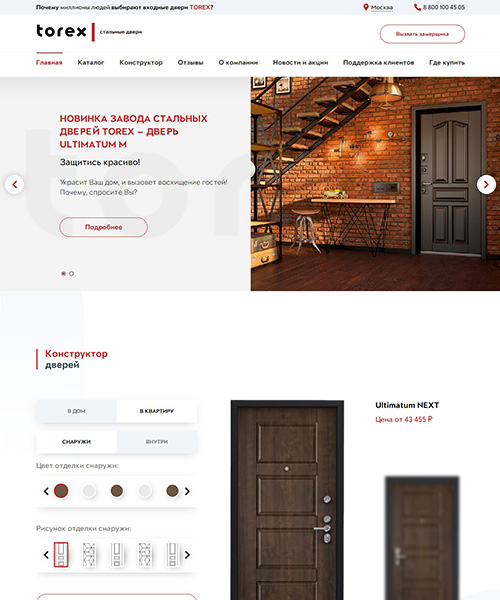 Почему миллионы людей выбирают входные двери TOREX?
Москва
8 800 100 45 05
torex
стальные двери
Вызвать замерщика
Главная Каталог Конструктор Отзывы О компании Новости и акции Поддержка клиентов Где купить
НОВИНКА ЗАВОДА СТАЛЬНЫХ
ДВЕРЕЙ TOREX – ДВЕРЬ
ULTIMATUM М
Защитись красиво!
Украсит Ваш дом, и вызовет восхищение гостей!
Почему, спросите Вы?
Подробнее
Конструктор
дверей
В ДОМ В КВАРТИРУ
СНАРУЖИ ВНУТРИ
Цвет отделки снаружи:
Рисунок отделки снаружи:
Ultimatum NEXT
Цена от 43 455 ₽